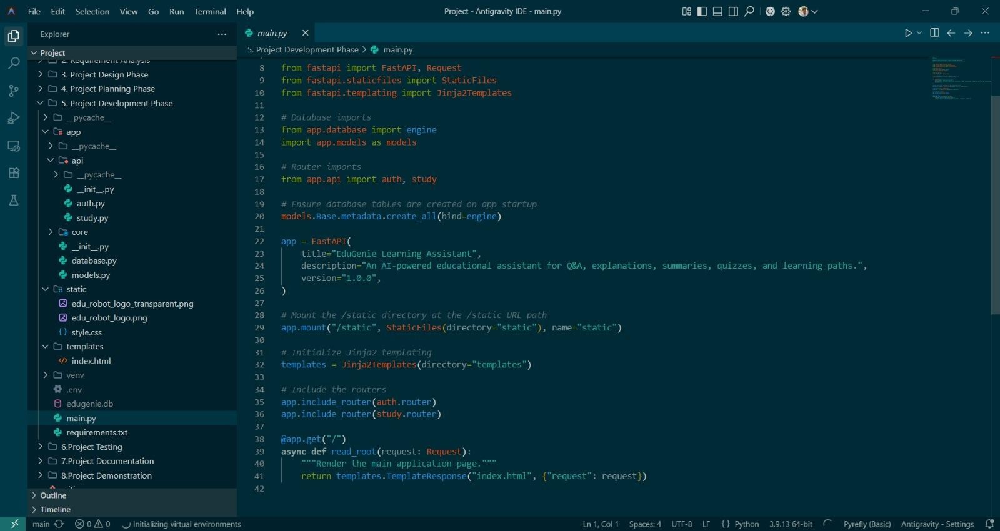 File Edit Selection View Go Run Terminal Help
Project - Antigravity IDE - main.py
Explorer
Project
2. Requirement Analysis
3. Project Design Phase
4. Project Planning Phase
5. Project Development Phase
__pycache__
app
__pycache__
api
__pycache__
__init__.py
auth.py
study.py
core
__init__.py
database.py
models.py
static
edu_robot_logo_transparent.png
edu_robot_logo.png
style.css
templates
index.html
venv
.env
edugenie.db
main.py
requirements.txt
6.Project Testing
7.Project Documentation
8.Project Demonstration
Outline
Timeline
main.py
5. Project Development Phase > main.py
8 from fastapi import FastAPI, Request
9 from fastapi.staticfiles import StaticFiles
10 from fastapi.templating import Jinja2Templates
11
12 # Database imports
13 from app.database import engine
14 import app.models as models
15
16 # Router imports
17 from app.api import auth, study
18
19 # Ensure database tables are created on app startup
20 models.Base.metadata.create_all(bind=engine)
21
22 app = FastAPI(
23 title="EduGenie Learning Assistant",
24 description="An AI-powered educational assistant for Q&A, explanations, summaries, quizzes, and learning paths.",
25 version="1.0.0",
26 )
27
28 # Mount the /static directory at the /static URL path
29 app.mount("/static", StaticFiles(directory="static"), name="static")
30
31 # Initialize Jinja2 templating
32 templates = Jinja2Templates(directory="templates")
33
34 # Include the routers
35 app.include_router(auth.router)
36 app.include_router(study.router)
37
38 @app.get("/")
39 async def read_root(request: Request):
40 """Render the main application page."""
41 return templates.TemplateResponse("index.html", {"request": request})
42
main 0 0 Initializing virtual environments Ln 1, Col 1 Spaces: 4 UTF-8 LF {} Python 3.9.13 64-bit Pyrefly (Basic) Antigravity - Settings